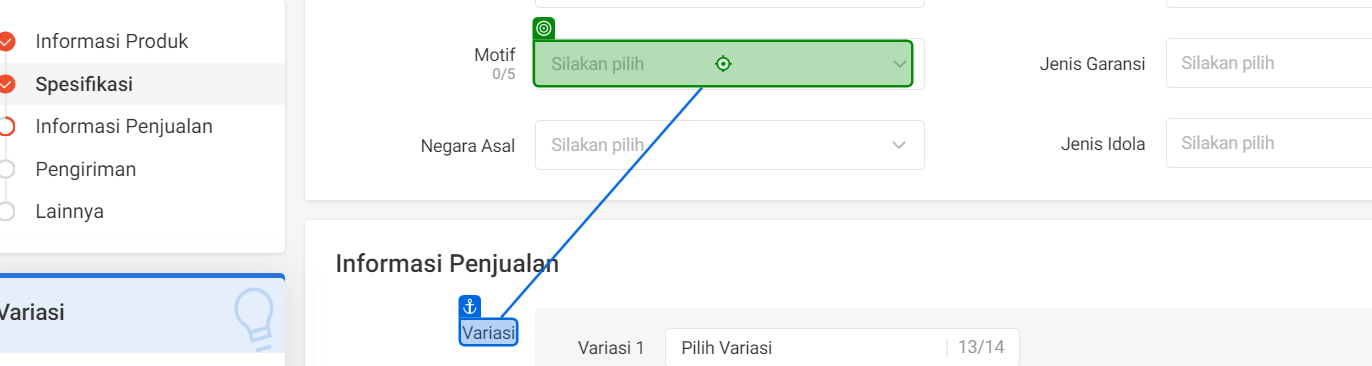 Informasi Produk
Spesifikasi
Informasi Penjualan
Pengiriman
Lainnya
Variasi
Motif
0/5
Silakan pilih
Jenis Garansi
Silakan pilih
Negara Asal
Silakan pilih
Jenis Idola
Silakan pilih
Informasi Penjualan
Variasi
Variasi 1
Pilih Variasi
13/14